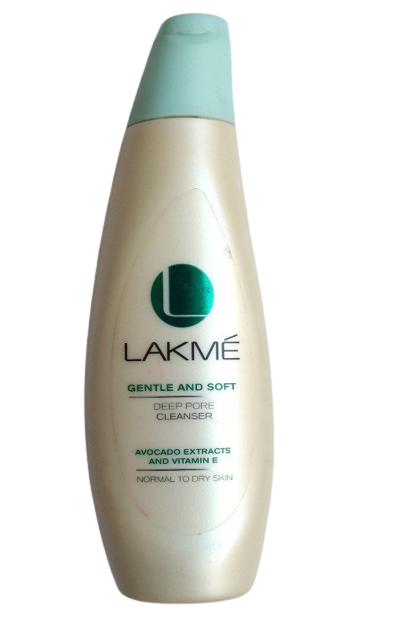 L
LAKMÉ
GENTLE AND SOFT
DEEP PORE
CLEANSER
AVOCADO EXTRACTS
AND VITAMIN E
NORMAL TO DRY SKIN